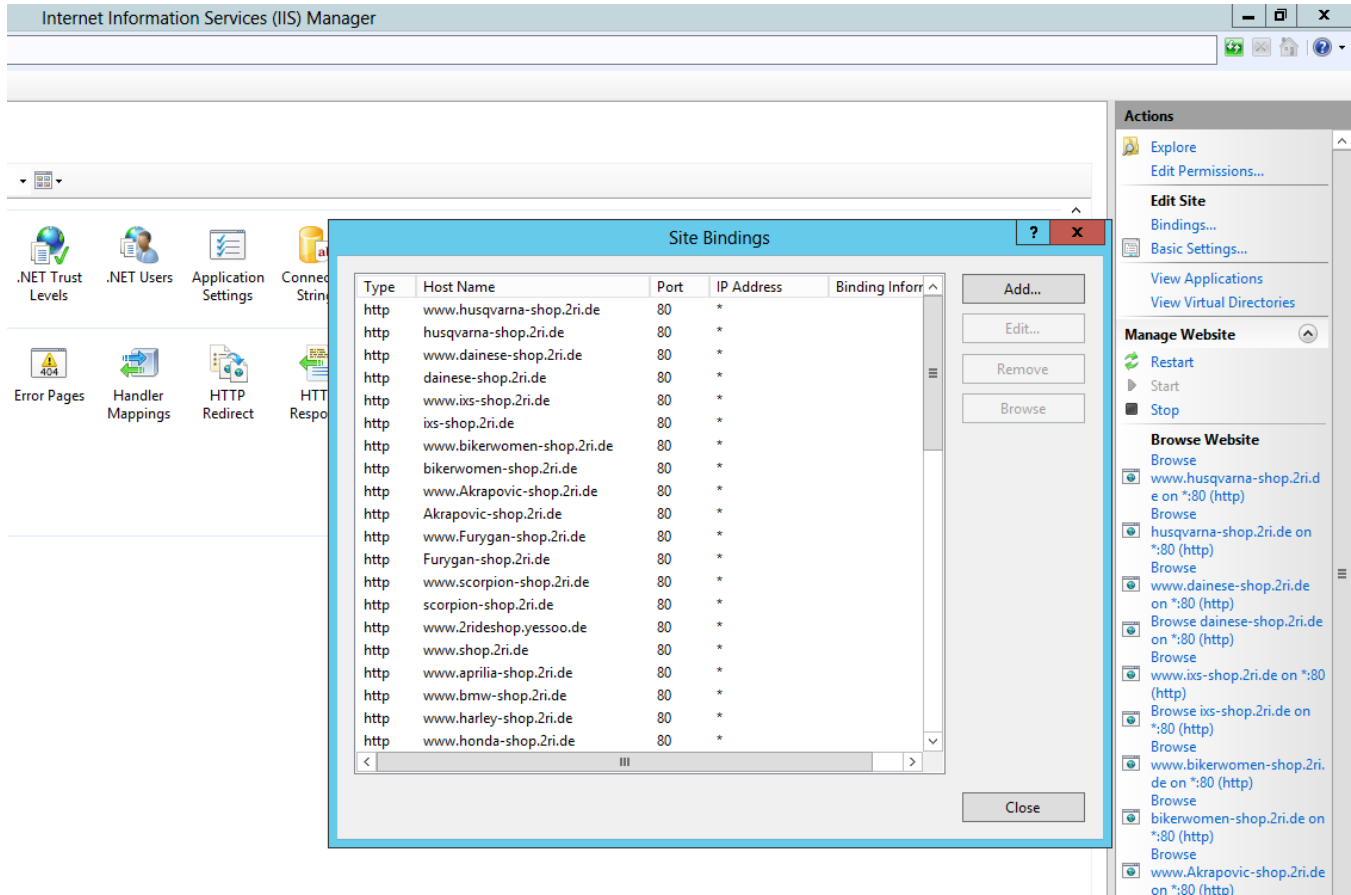 Internet Information Services (IIS) Manager
Actions
Explore
Edit Permissions...
Edit Site
Bindings...
Basic Settings...
View Applications
View Virtual Directories
Manage Website
Restart
Start
Stop
Browse Website
Browse
www.husqvarna-shop.2ri.d
e on *:80 (http)
Browse
husqvarna-shop.2ri.de on
*:80 (http)
Browse
www.dainese-shop.2ri.de
on *:80 (http)
Browse dainese-shop.2ri.de
on *:80 (http)
Browse
www.ixs-shop.2ri.de on *:80
(http)
Browse ixs-shop.2ri.de on
*:80 (http)
Browse
www.bikerwomen-shop.2ri.
de on *:80 (http)
Browse
bikerwomen-shop.2ri.de on
*:80 (http)
Browse
www.Akrapovic-shop.2ri.de
on *:80 (http)
.NET Trust
Levels
.NET Users
Application
Settings
Connec
String
Error Pages
404
Handler
Mappings
HTTP
Redirect
HTT
Respo
Site Bindings
Type Host Name Port IP Address Binding Inforr
http www.husqvarna-shop.2ri.de 80 *
http husqvarna-shop.2ri.de 80 *
http www.dainese-shop.2ri.de 80 *
http dainese-shop.2ri.de 80 *
http www.ixs-shop.2ri.de 80 *
http ixs-shop.2ri.de 80 *
http www.bikerwomen-shop.2ri.de 80 *
http bikerwomen-shop.2ri.de 80 *
http www.Akrapovic-shop.2ri.de 80 *
http Akrapovic-shop.2ri.de 80 *
http www.Furygan-shop.2ri.de 80 *
http Furygan-shop.2ri.de 80 *
http www.scorpion-shop.2ri.de 80 *
http scorpion-shop.2ri.de 80 *
http www.2rideshop.yessoo.de 80 *
http www.shop.2ri.de 80 *
http www.aprilia-shop.2ri.de 80 *
http www.bmw-shop.2ri.de 80 *
http www.harley-shop.2ri.de 80 *
http www.honda-shop.2ri.de 80 *
Add...
Edit...
Remove
Browse
Close